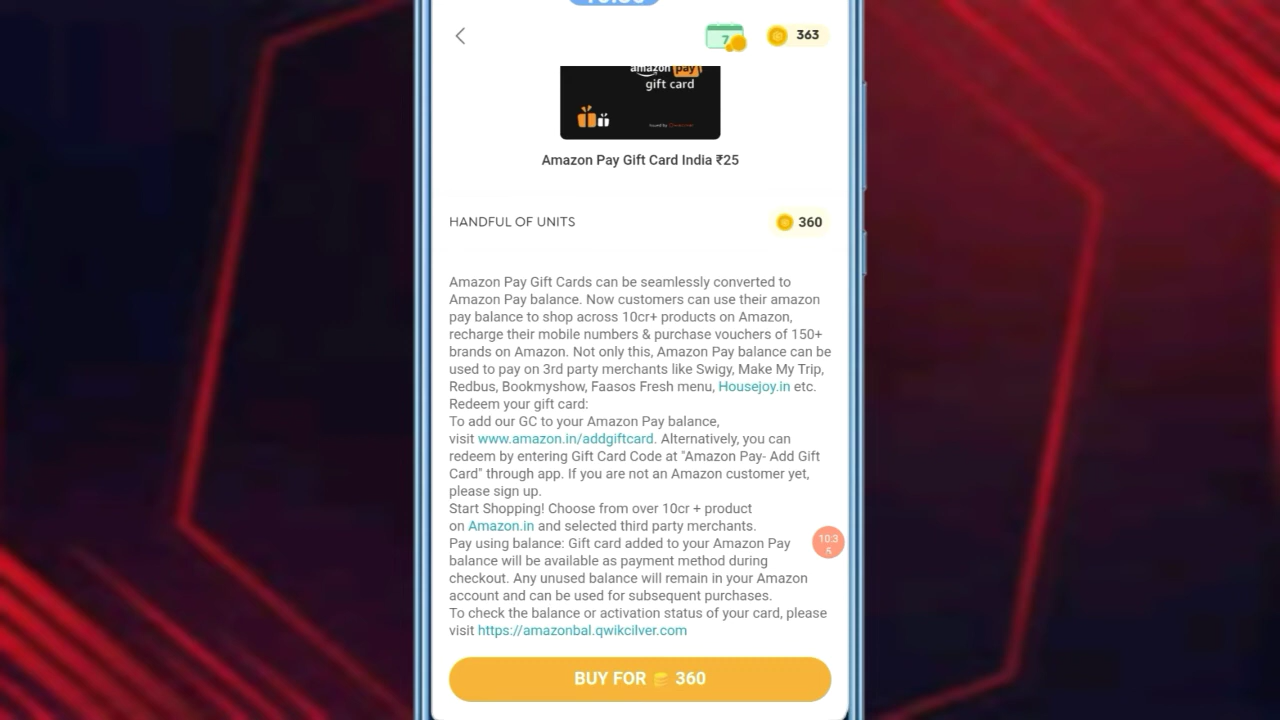 7
363
amazon pay
gift card
Amazon Pay Gift Card India ₹25
HANDFUL OF UNITS
360
Amazon Pay Gift Cards can be seamlessly converted to
Amazon Pay balance. Now customers can use their amazon
pay balance to shop across 10cr+ products on Amazon,
recharge their mobile numbers & purchase vouchers of 150+
brands on Amazon. Not only this, Amazon Pay balance can be
used to pay on 3rd party merchants like Swigy, Make My Trip,
Redbus, Bookmyshow, Faasos Fresh menu, Housejoy.in etc.
Redeem your gift card:
To add our GC to your Amazon Pay balance,
visit www.amazon.in/addgiftcard. Alternatively, you can
redeem by entering Gift Card Code at "Amazon Pay- Add Gift
Card" through app. If you are not an Amazon customer yet,
please sign up.
Start Shopping! Choose from over 10cr + product
on Amazon.in and selected third party merchants.
Pay using balance: Gift card added to your Amazon Pay
balance will be available as payment method during
checkout. Any unused balance will remain in your Amazon
account and can be used for subsequent purchases.
To check the balance or activation status of your card, please
visit https://amazonbal.qwikcilver.com
10:3
5
BUY FOR 360